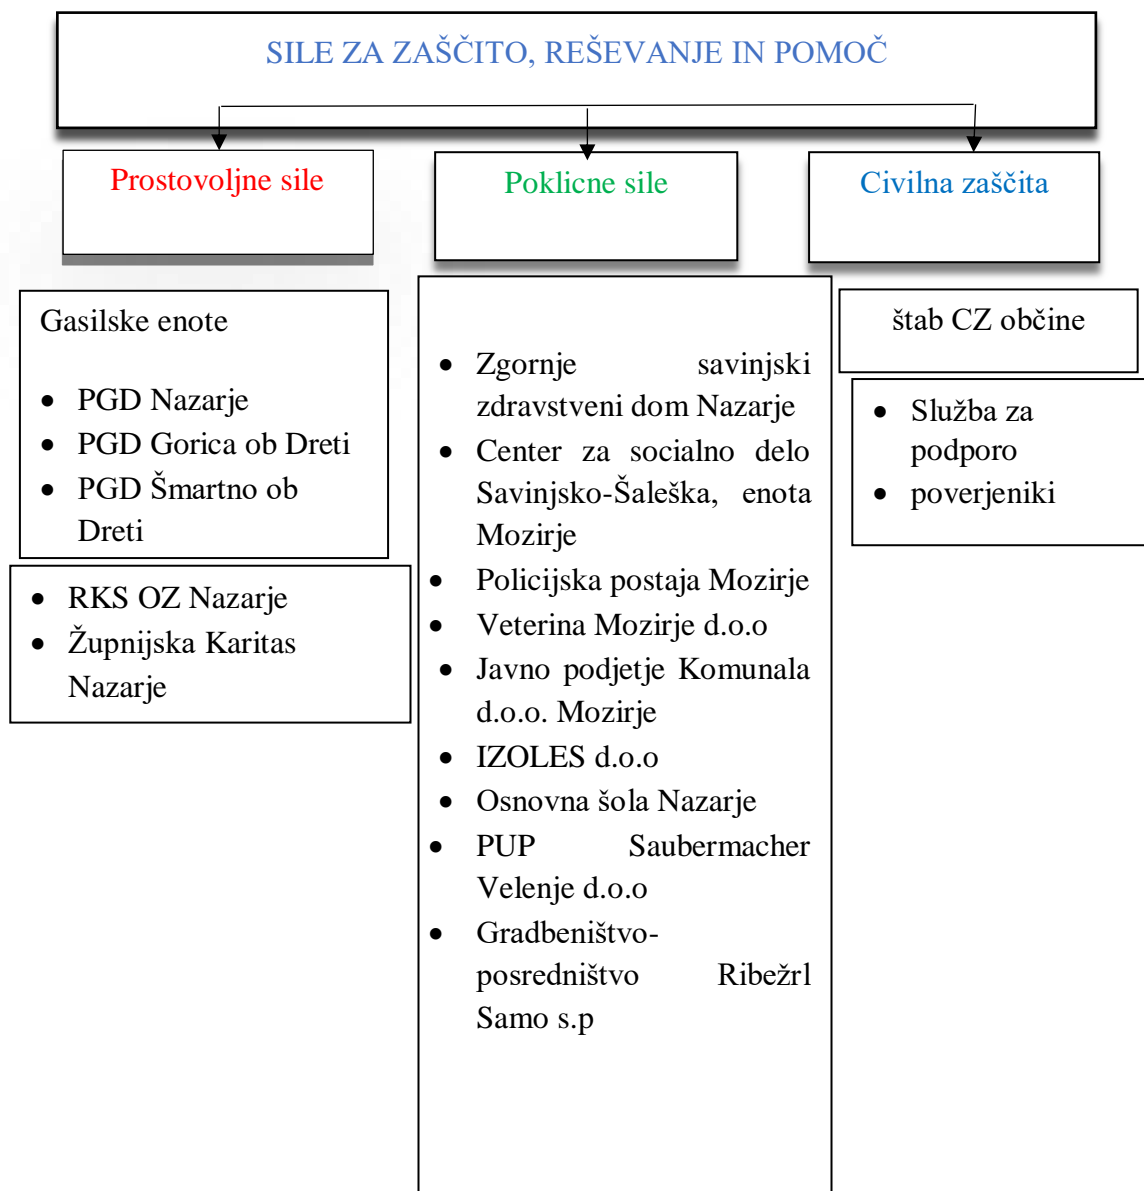 SILE ZA ZAŠČITO, REŠEVANJE IN POMOČ
Prostovoljne sile
Poklicne sile
Civilna zaščita
Gasilske enote
• PGD Nazarje
• PGD Gorica ob Dreti
• PGD Šmartno ob
Dreti
• RKS OZ Nazarje
• Župnijska Karitas
Nazarje
• Zgornje savinjski
zdravstveni dom Nazarje
• Center za socialno delo
Savinjsko-Šaleška, enota
Mozirje
• Policijska postaja Mozirje
• Veterina Mozirje d.o.o
• Javno podjetje Komunala
d.o.o. Mozirje
• IZOLES d.o.o
• Osnovna šola Nazarje
• PUP Saubermacher
Velenje d.o.o
• Gradbeništvo-
posredništvo Ribežrl
Samo s.p
štab CZ občine
• Služba za
podporo
• poverjeniki